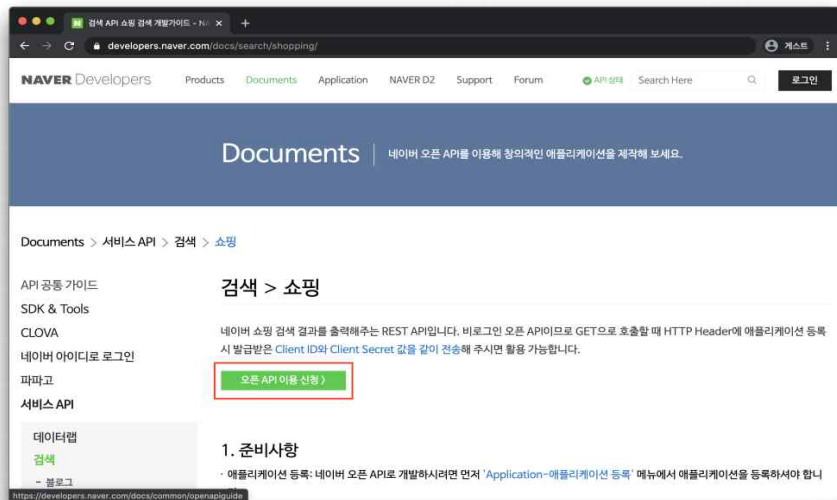 검색 API 쇼핑 검색 개발가이드 - N
developers.naver.com/docs/search/shopping/
게스트
NAVER Developers
Products
Documents
Application
NAVER D2
Support
Forum
API 상태
Search Here
로그인
Documents
네이버 오픈 API를 이용해 창의적인 애플리케이션을 제작해 보세요.
Documents > 서비스 API > 검색 > 쇼핑
API 공통 가이드
SDK & Tools
CLOVA
네이버 아이디로 로그인
파파고
서비스 API
데이터랩
검색
- 블로그
검색 > 쇼핑
네이버 쇼핑 검색 결과를 출력해주는 REST API입니다. 비로그인 오픈 API이므로 GET으로 호출할 때 HTTP Header에 애플리케이션 등록
시 발급받은 Client ID와 Client Secret 값을 같이 전송해 주시면 활용 가능합니다.
오픈 API 이용 신청 〉
1. 준비사항
· 애플리케이션 등록: 네이버 오픈 API로 개발하시려면 먼저 'Application-애플리케이션 등록' 메뉴에서 애플리케이션을 등록하셔야 합니
https://developers.naver.com/docs/common/openapiguide